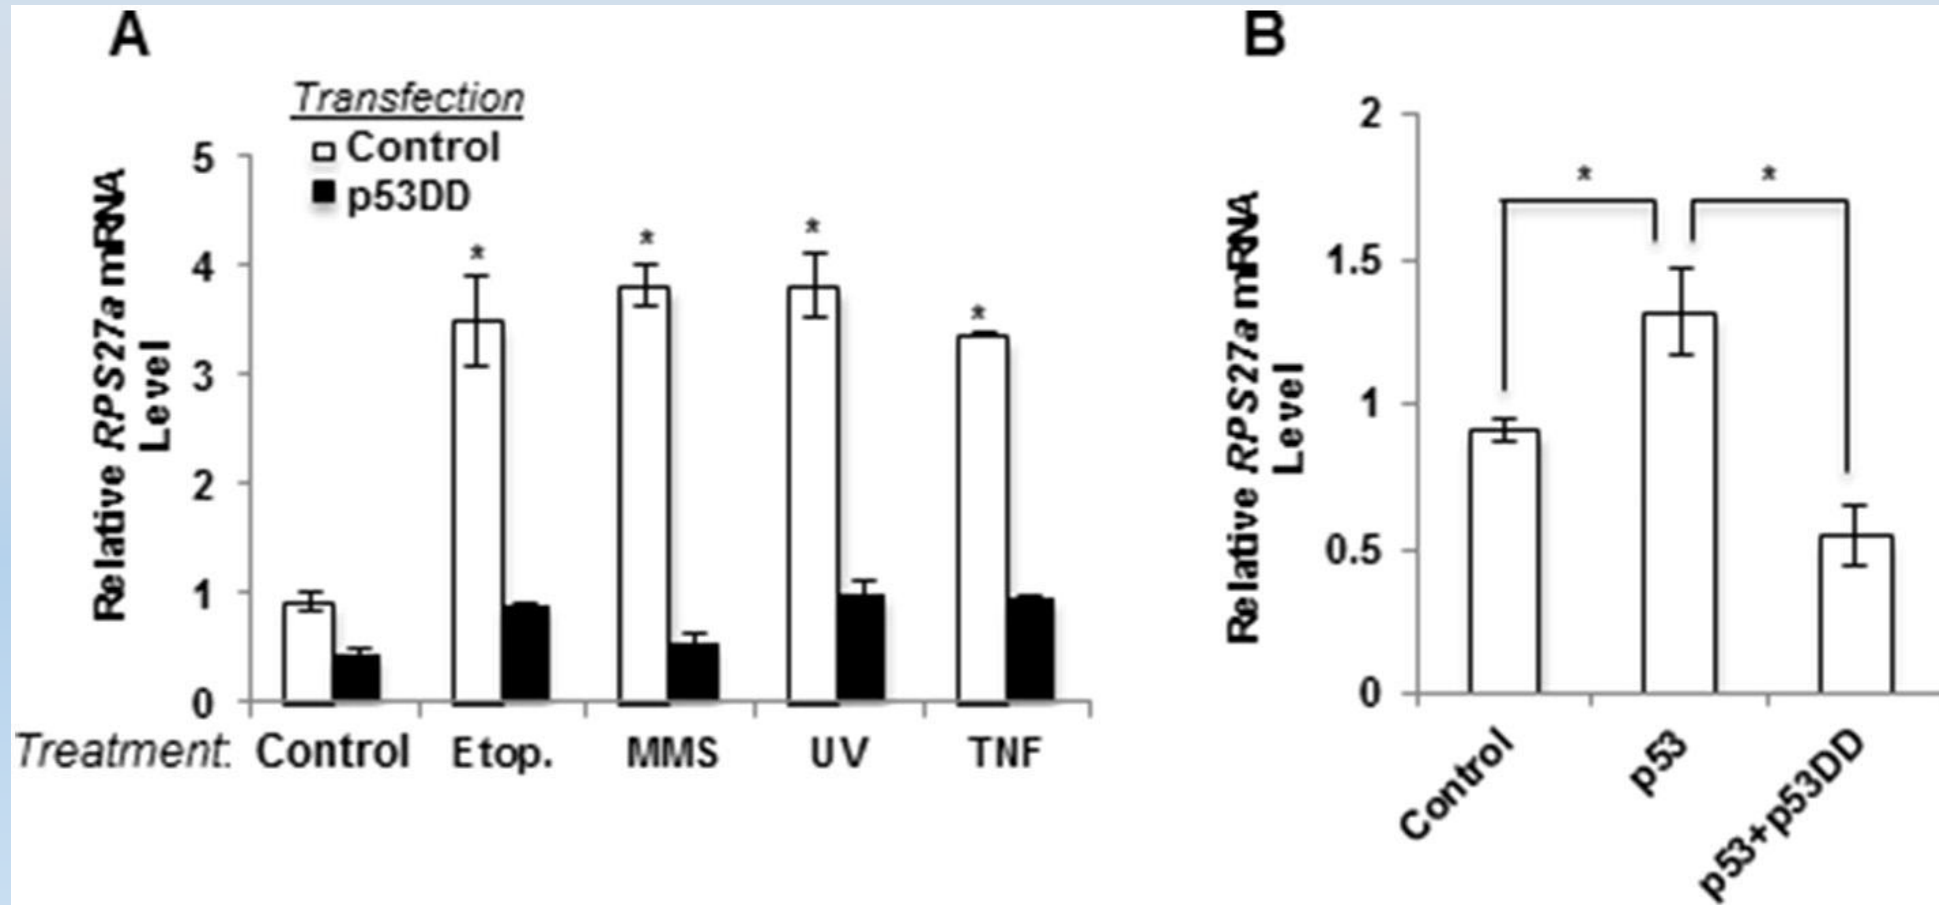 A
Transfection
Control
p53DD
Relative RPS27a mRNA
Level
5
4
3
2
1
0
*
*
*
*
Treatment: Control Etop. MMS UV TNF
B
Relative RPS27a mRNA
Level
2
1.5
1
0.5
0
*
*
Control
p53
p53+p53DD